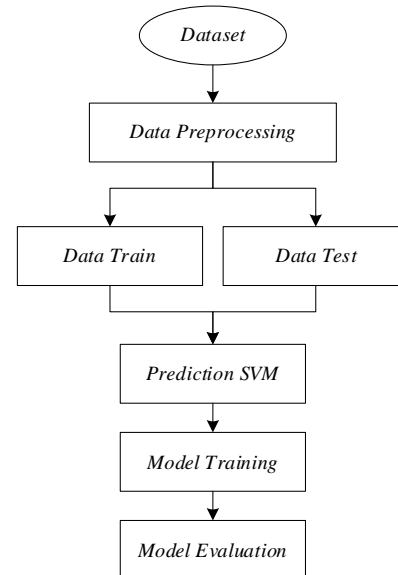 Dataset
Data Preprocessing
Data Train
Data Test
Prediction SVM
Model Training
Model Evaluation